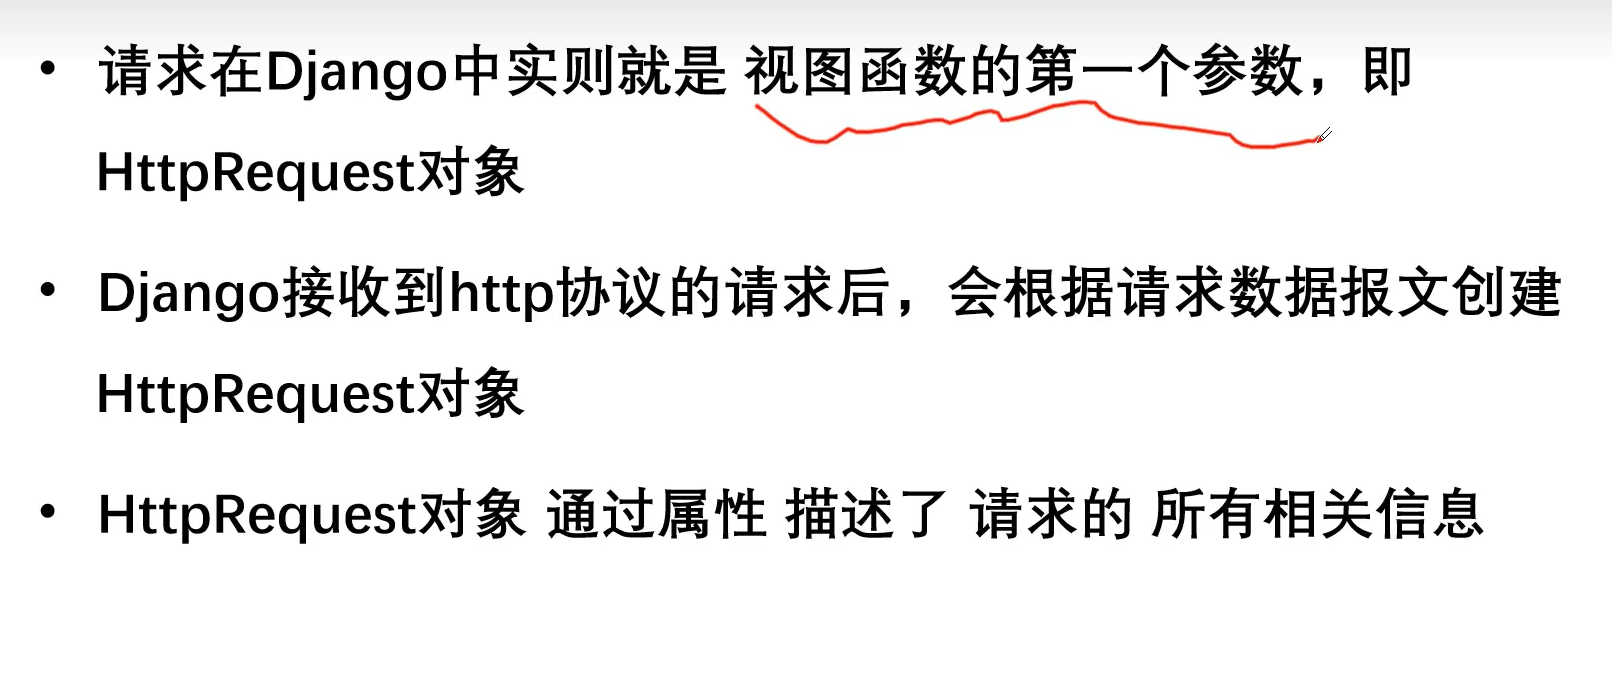 • 请求在Django中实则就是 视图函数的第一个参数，即
HttpRequest对象
• Django接收到http协议的请求后，会根据请求数据报文创建
HttpRequest对象
• HttpRequest对象 通过属性 描述了 请求的 所有相关信息